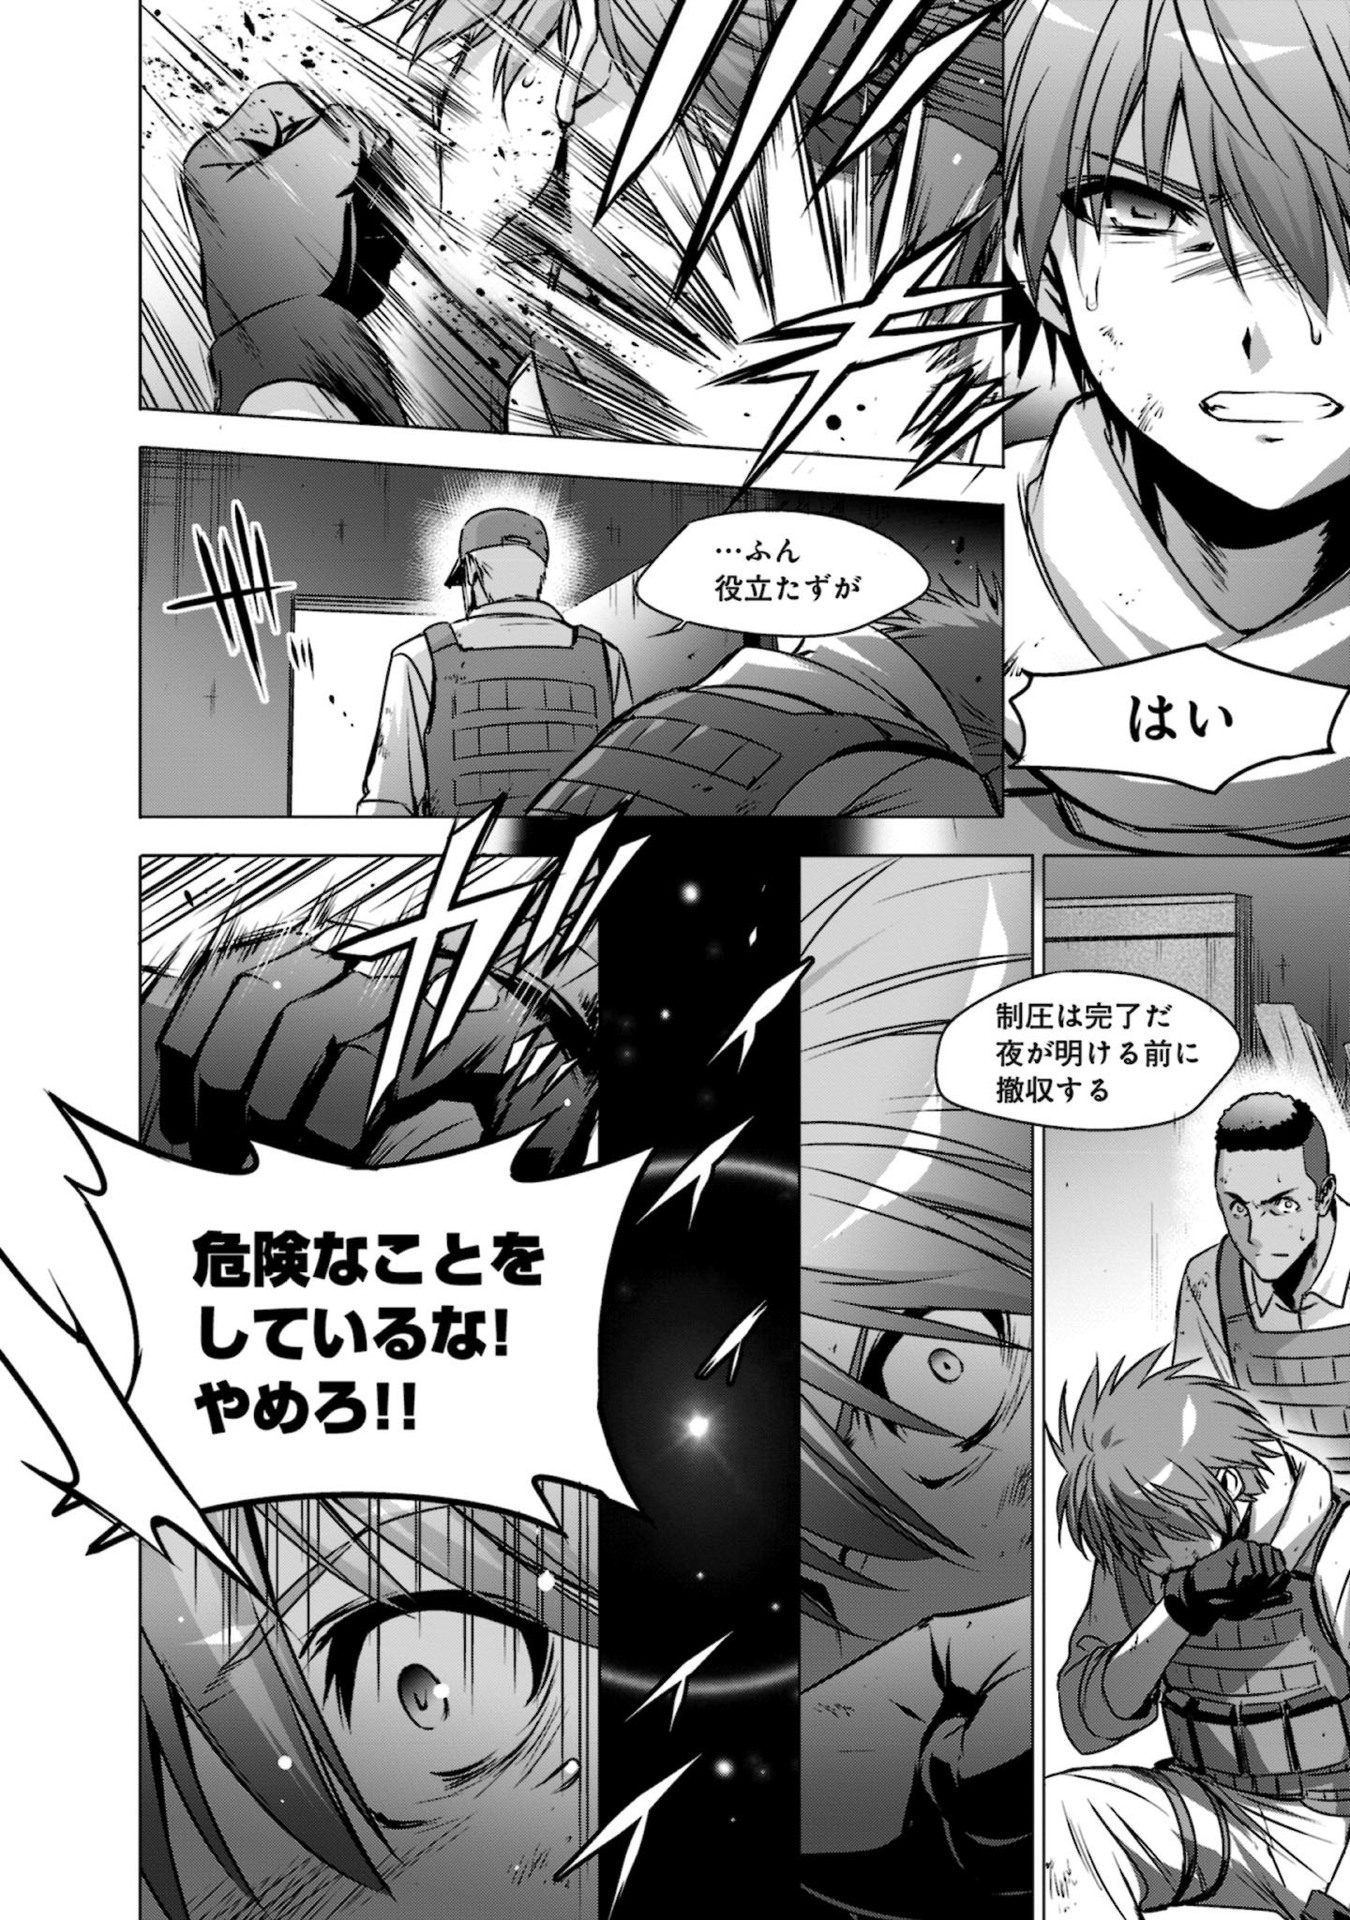 はい
…ふん
役立たずが
制圧は完了だ
夜が明ける前に
撤収する
危険なことを
しているな!
やめろ!!